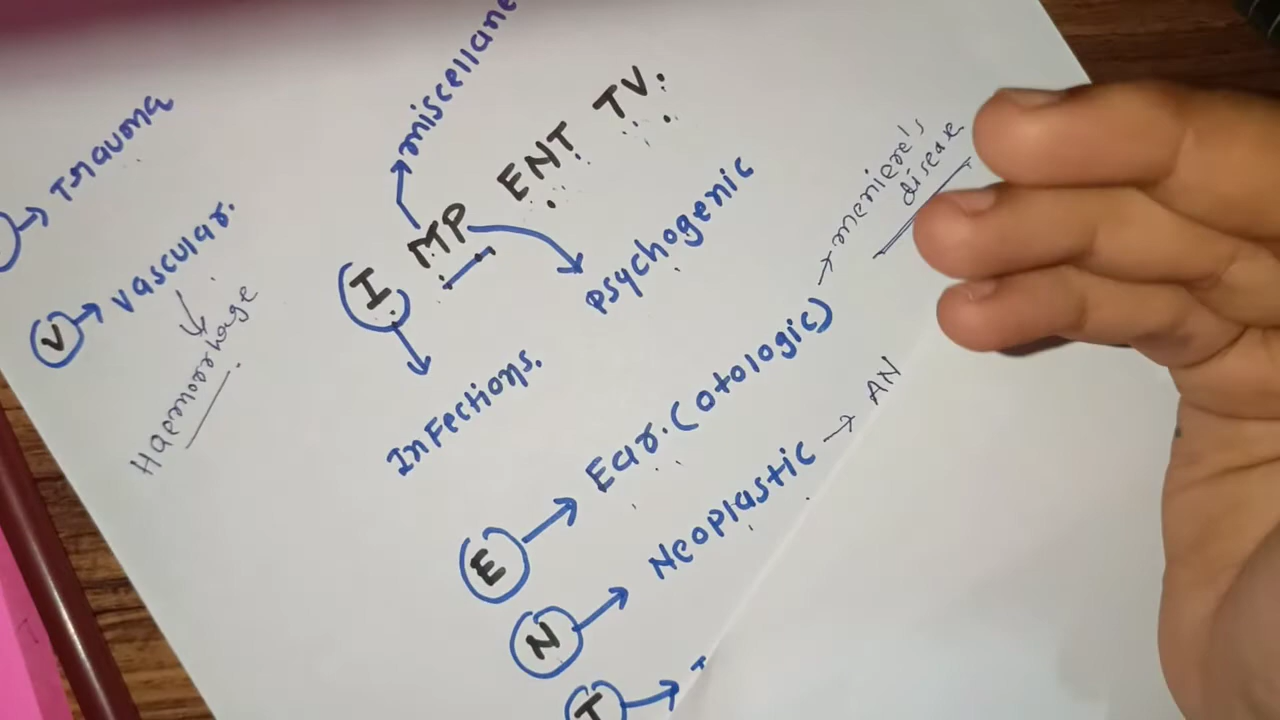 miscellane
I MP ENT TV.
Psychogenic
Infections.
Trauma
V → Vascular.
Haemorrhage
E → Ear. (otologic) → meniere's
disease
N → Neoplastic → AN
T →